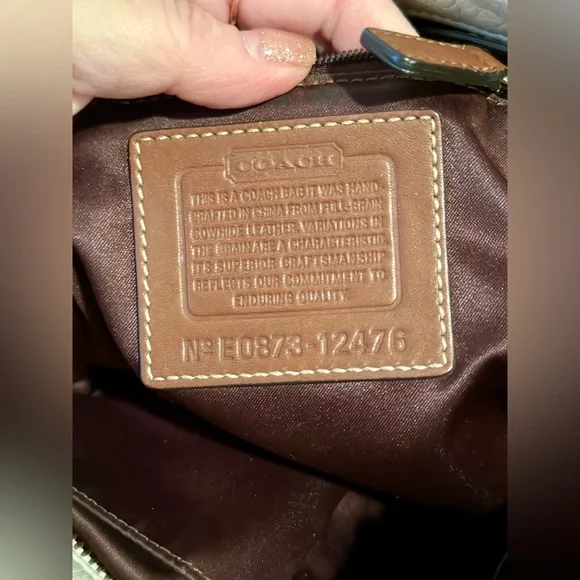 COACH
THIS IS A COACH BAG. IT WAS HAND-
CRAFTED IN CHINA FROM FULL-GRAIN
COWHIDE LEATHER. VARIATIONS IN
THE GRAIN ARE A CHARACTERISTIC.
ITS SUPERIOR CRAFTSMANSHIP
REFLECTS OUR COMMITMENT TO
ENDURING QUALITY.
Nº E0873-12476